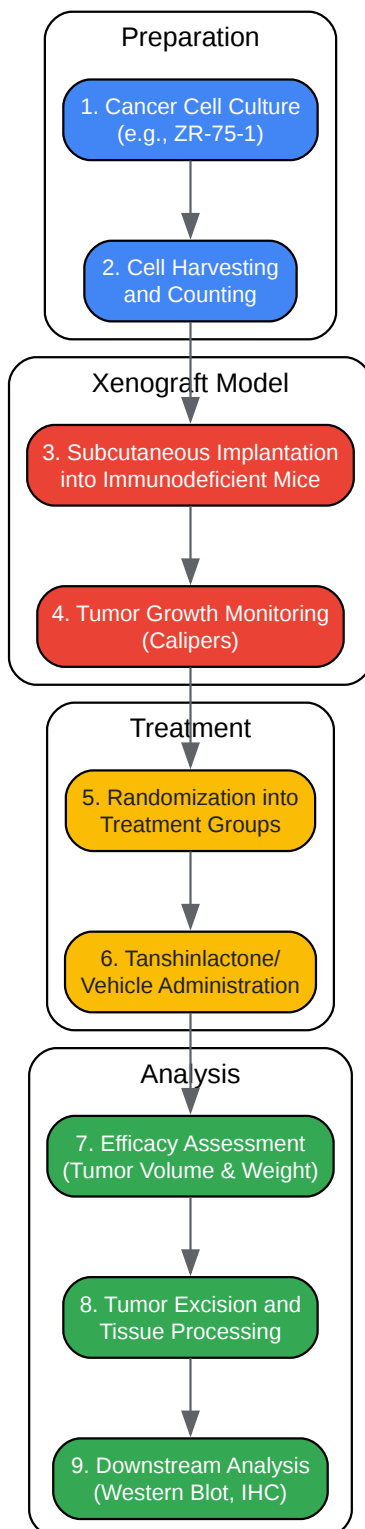 Preparation
1. Cancer Cell Culture
(e.g., ZR-75-1)
2. Cell Harvesting
and Counting
Xenograft Model
3. Subcutaneous Implantation
into Immunodeficient Mice
4. Tumor Growth Monitoring
(Calipers)
Treatment
5. Randomization into
Treatment Groups
6. Tanshinlactone/
Vehicle Administration
Analysis
7. Efficacy Assessment
(Tumor Volume & Weight)
8. Tumor Excision and
Tissue Processing
9. Downstream Analysis
(Western Blot, IHC)